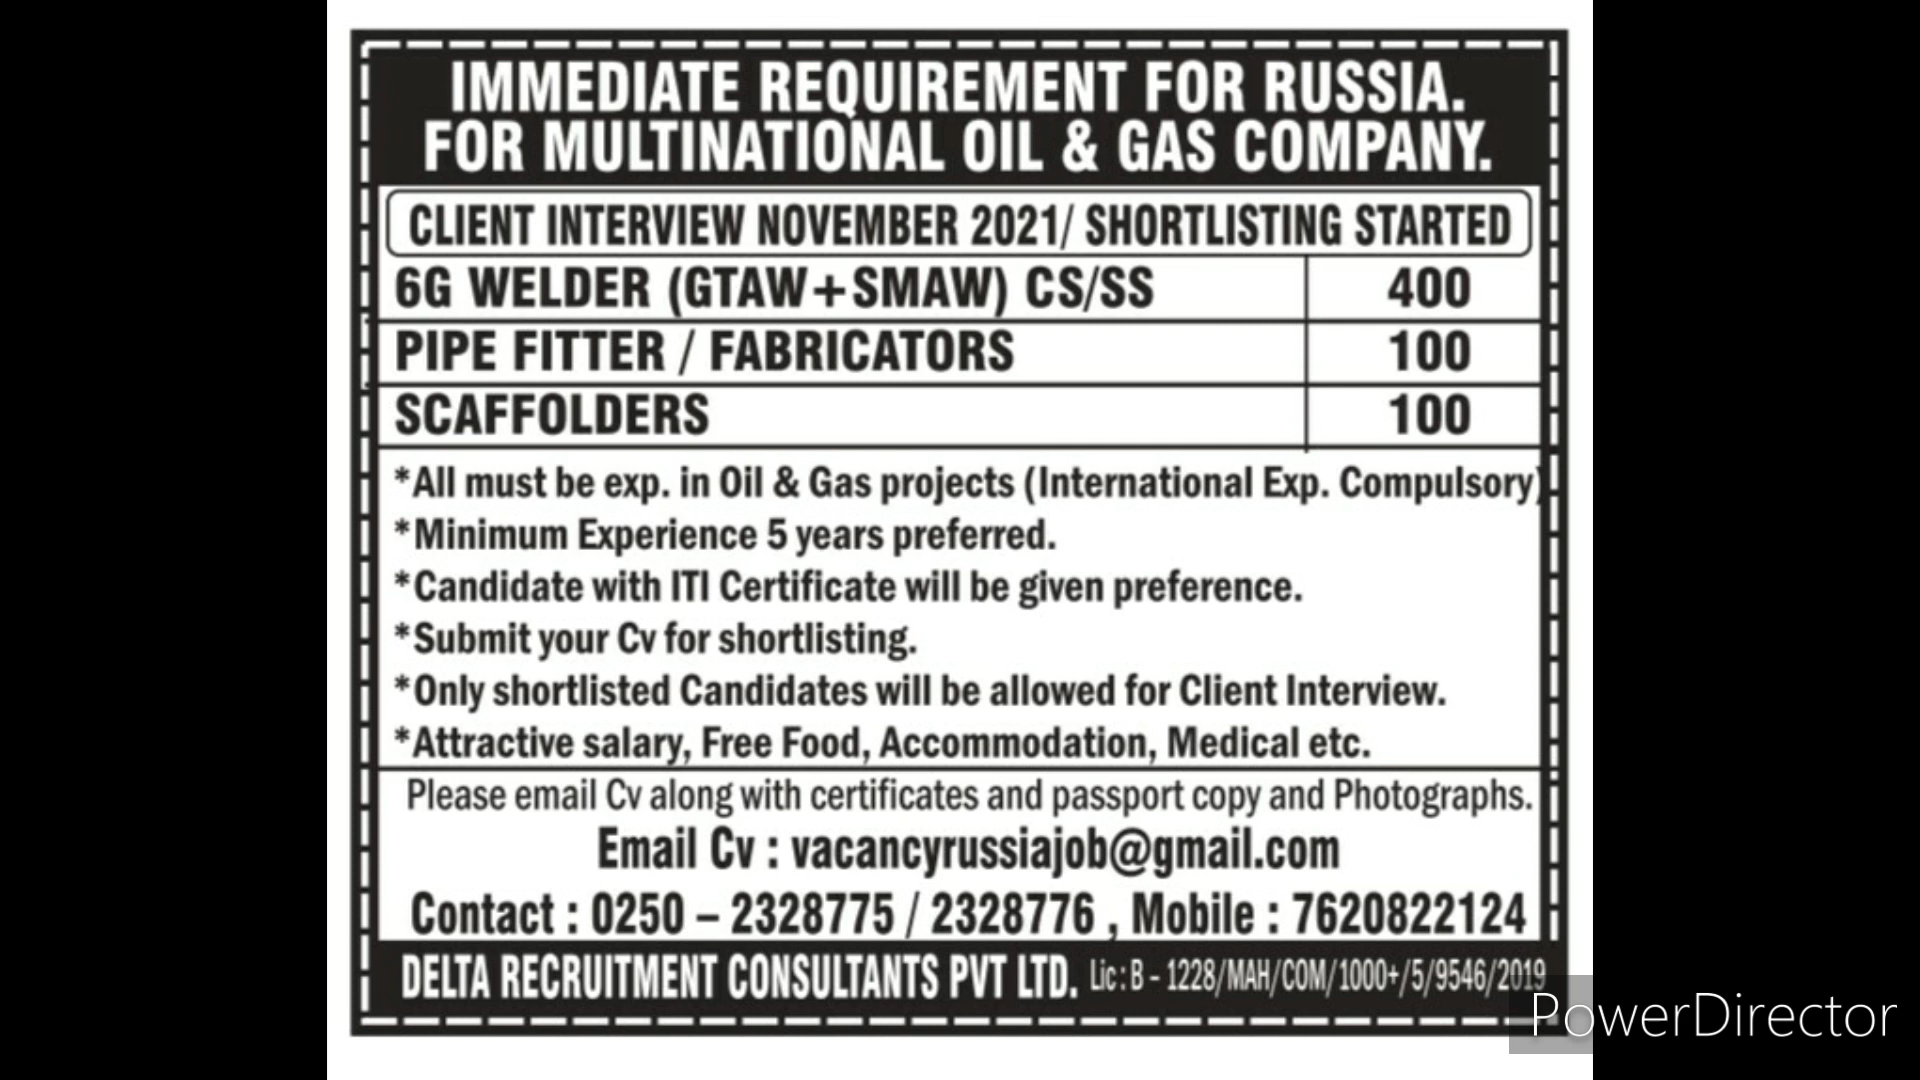 IMMEDIATE REQUIREMENT FOR RUSSIA.
FOR MULTINATIONAL OIL & GAS COMPANY.
CLIENT INTERVIEW NOVEMBER 2021/ SHORTLISTING STARTED
6G WELDER (GTAW+SMAW) CS/SS 400
PIPE FITTER / FABRICATORS 100
SCAFFOLDERS 100
*All must be exp. in Oil & Gas projects (International Exp. Compulsory)
*Minimum Experience 5 years preferred.
*Candidate with ITI Certificate will be given preference.
*Submit your Cv for shortlisting.
*Only shortlisted Candidates will be allowed for Client Interview.
*Attractive salary, Free Food, Accommodation, Medical etc.
Please email Cv along with certificates and passport copy and Photographs.
Email Cv : vacancyrussiajob@gmail.com
Contact : 0250 – 2328775 / 2328776 , Mobile : 7620822124
DELTA RECRUITMENT CONSULTANTS PVT LTD. Lic : B - 1228/MAH/COM/1000+/5/9546/2019
PowerDirector